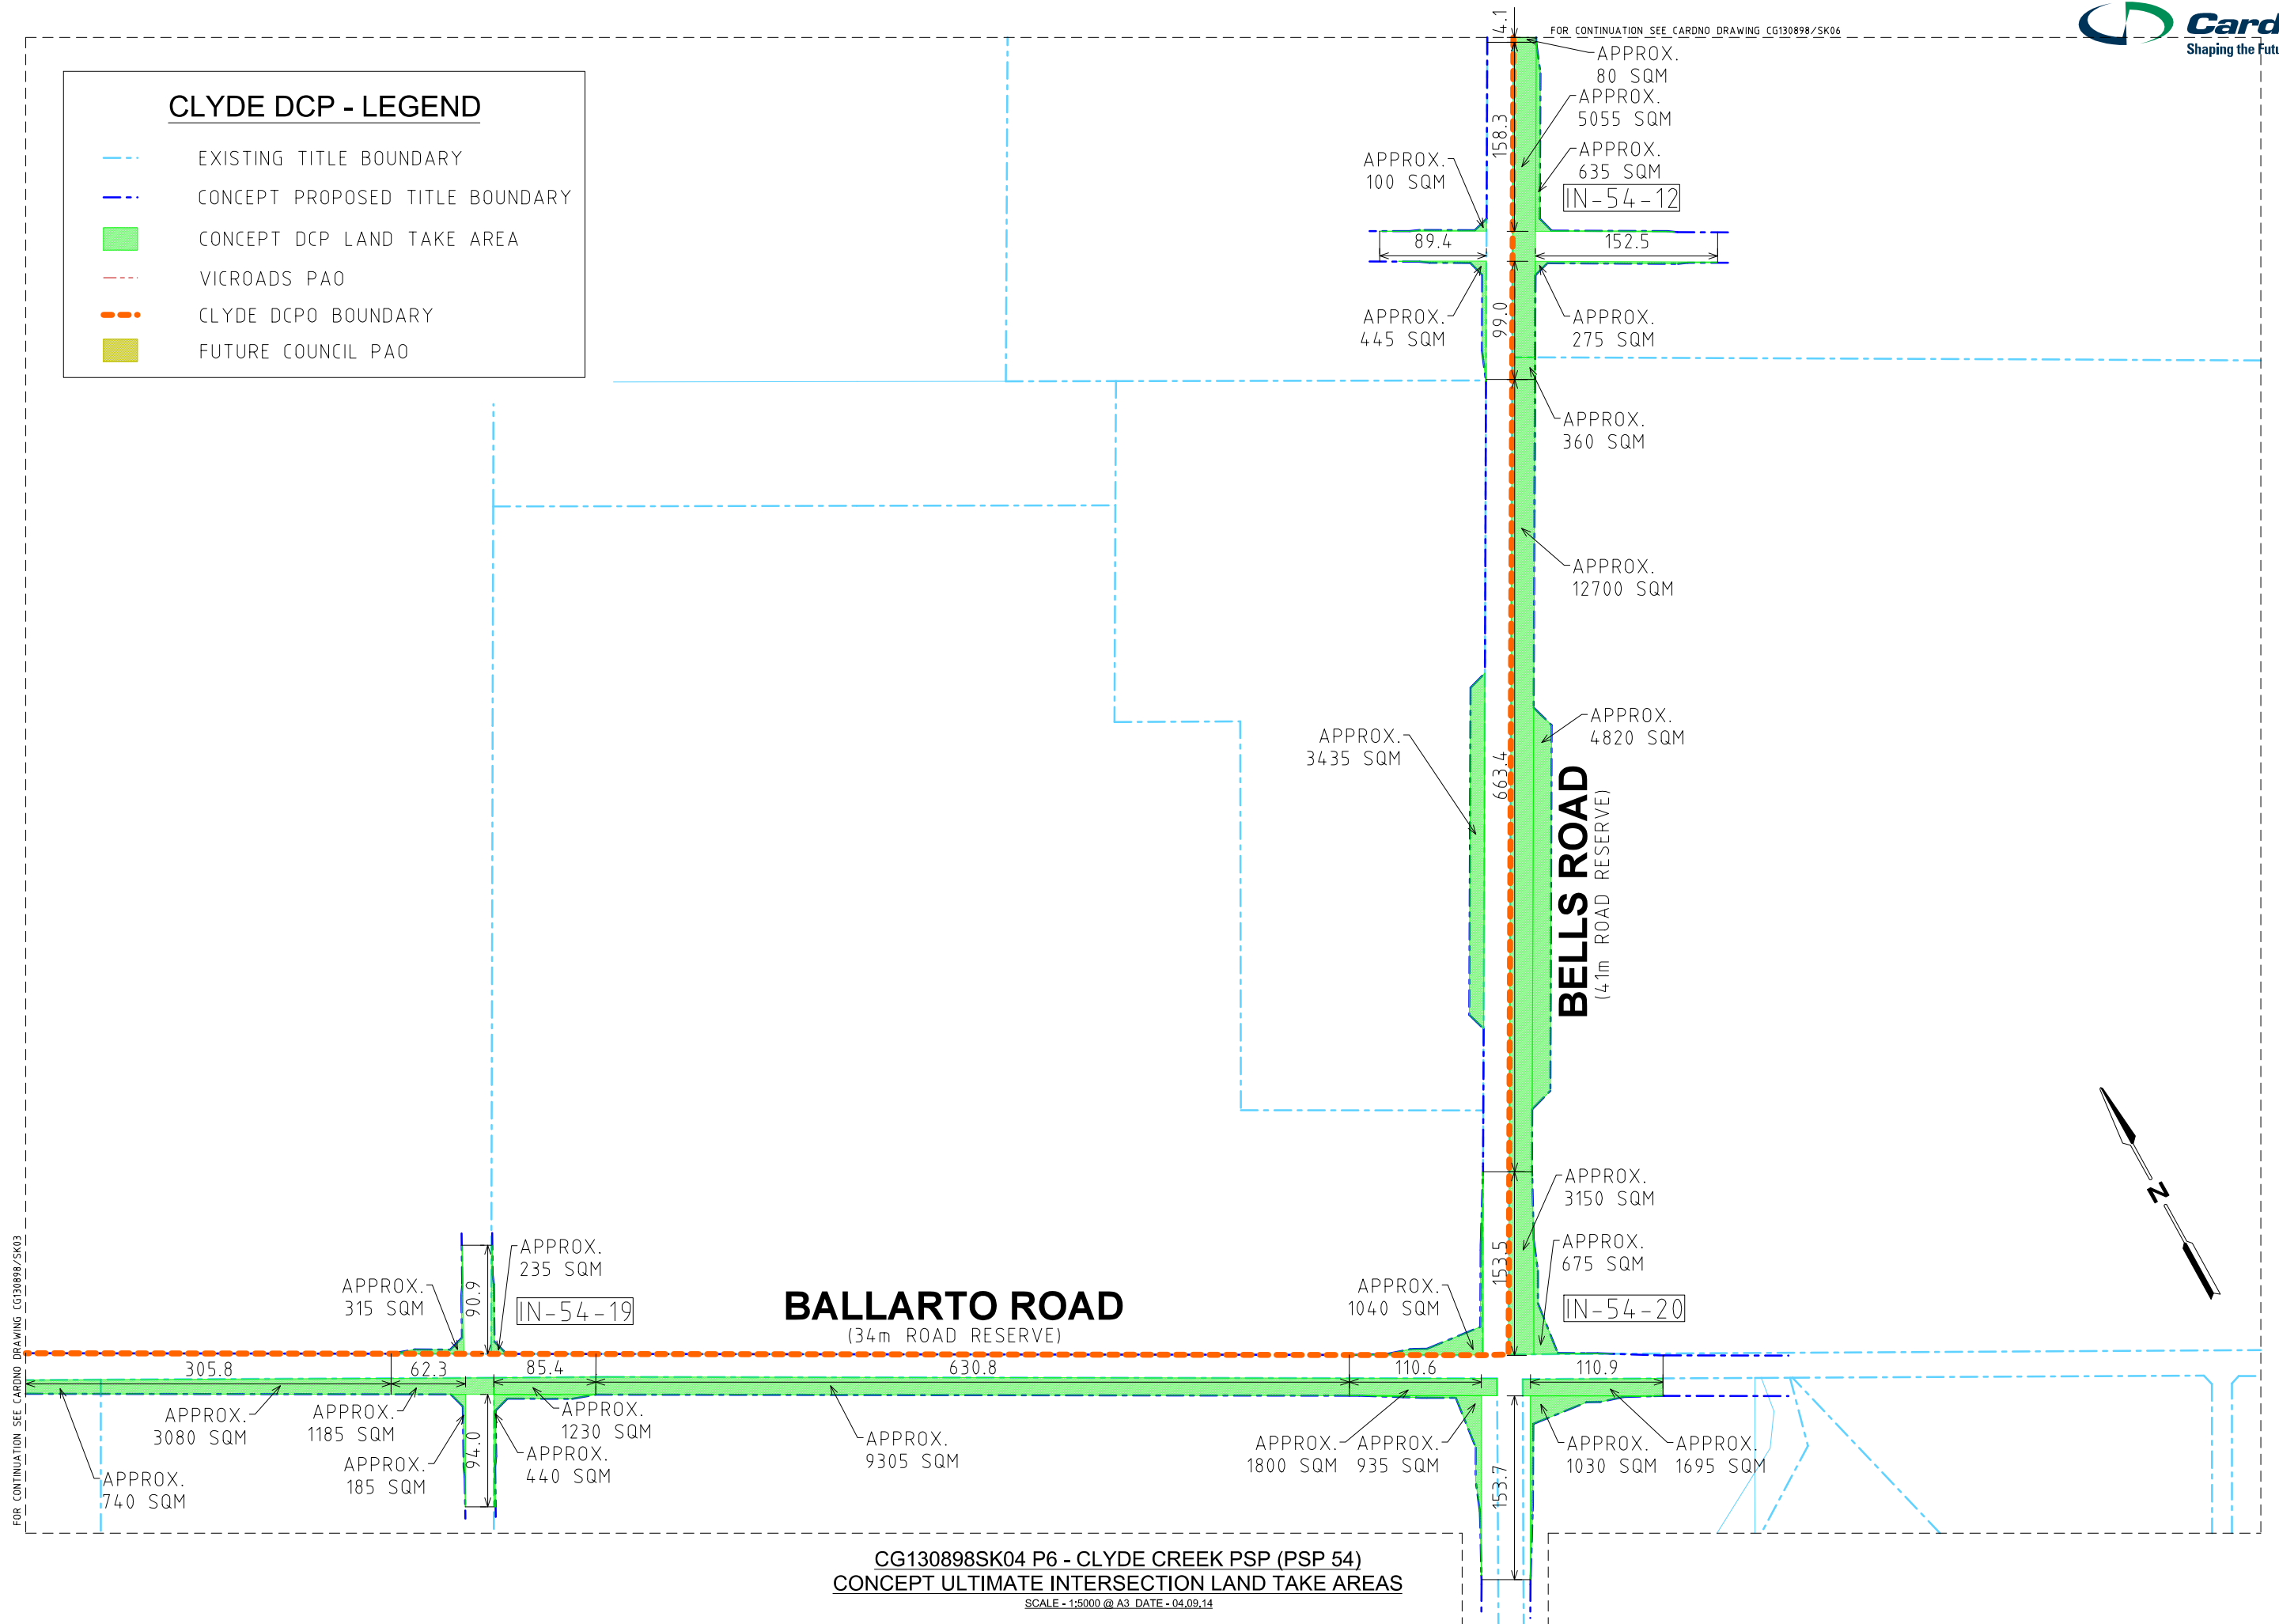 4.1
FOR CONTINUATION SEE CARDNO DRAWING CG130898/SK06
Card
Shaping the Futu
CLYDE DCP - LEGEND
EXISTING TITLE BOUNDARY
CONCEPT PROPOSED TITLE BOUNDARY
CONCEPT DCP LAND TAKE AREA
VICROADS PAO
CLYDE DCPO BOUNDARY
FUTURE COUNCIL PAO
APPROX.
80 SQM
APPROX.
5055 SQM
158.3
APPROX.
100 SQM
APPROX.
635 SQM
IN-54-12
89.4
152.5
APPROX.
445 SQM
99.0
APPROX.
275 SQM
APPROX.
360 SQM
APPROX.
12700 SQM
APPROX.
3435 SQM
663.4
APPROX.
4820 SQM
BELLS ROAD
(41m ROAD RESERVE)
N
APPROX.
3150 SQM
153.5
APPROX.
675 SQM
APPROX.
1040 SQM
IN-54-20
APPROX.
235 SQM
APPROX.
315 SQM
90.9
IN-54-19
BALLARTO ROAD
(34m ROAD RESERVE)
305.8
62.3
85.4
630.8
110.6
110.9
FOR CONTINUATION SEE CARDNO DRAWING CG130898/SK03
APPROX.
740 SQM
APPROX.
3080 SQM
APPROX.
1185 SQM
APPROX.
185 SQM
94.0
APPROX.
1230 SQM
APPROX.
440 SQM
APPROX.
9305 SQM
APPROX.
1800 SQM
APPROX.
935 SQM
153.7
APPROX.
1030 SQM
APPROX.
1695 SQM
CG130898SK04 P6 - CLYDE CREEK PSP (PSP 54)
CONCEPT ULTIMATE INTERSECTION LAND TAKE AREAS
SCALE - 1:5000 @ A3 DATE - 04.09.14